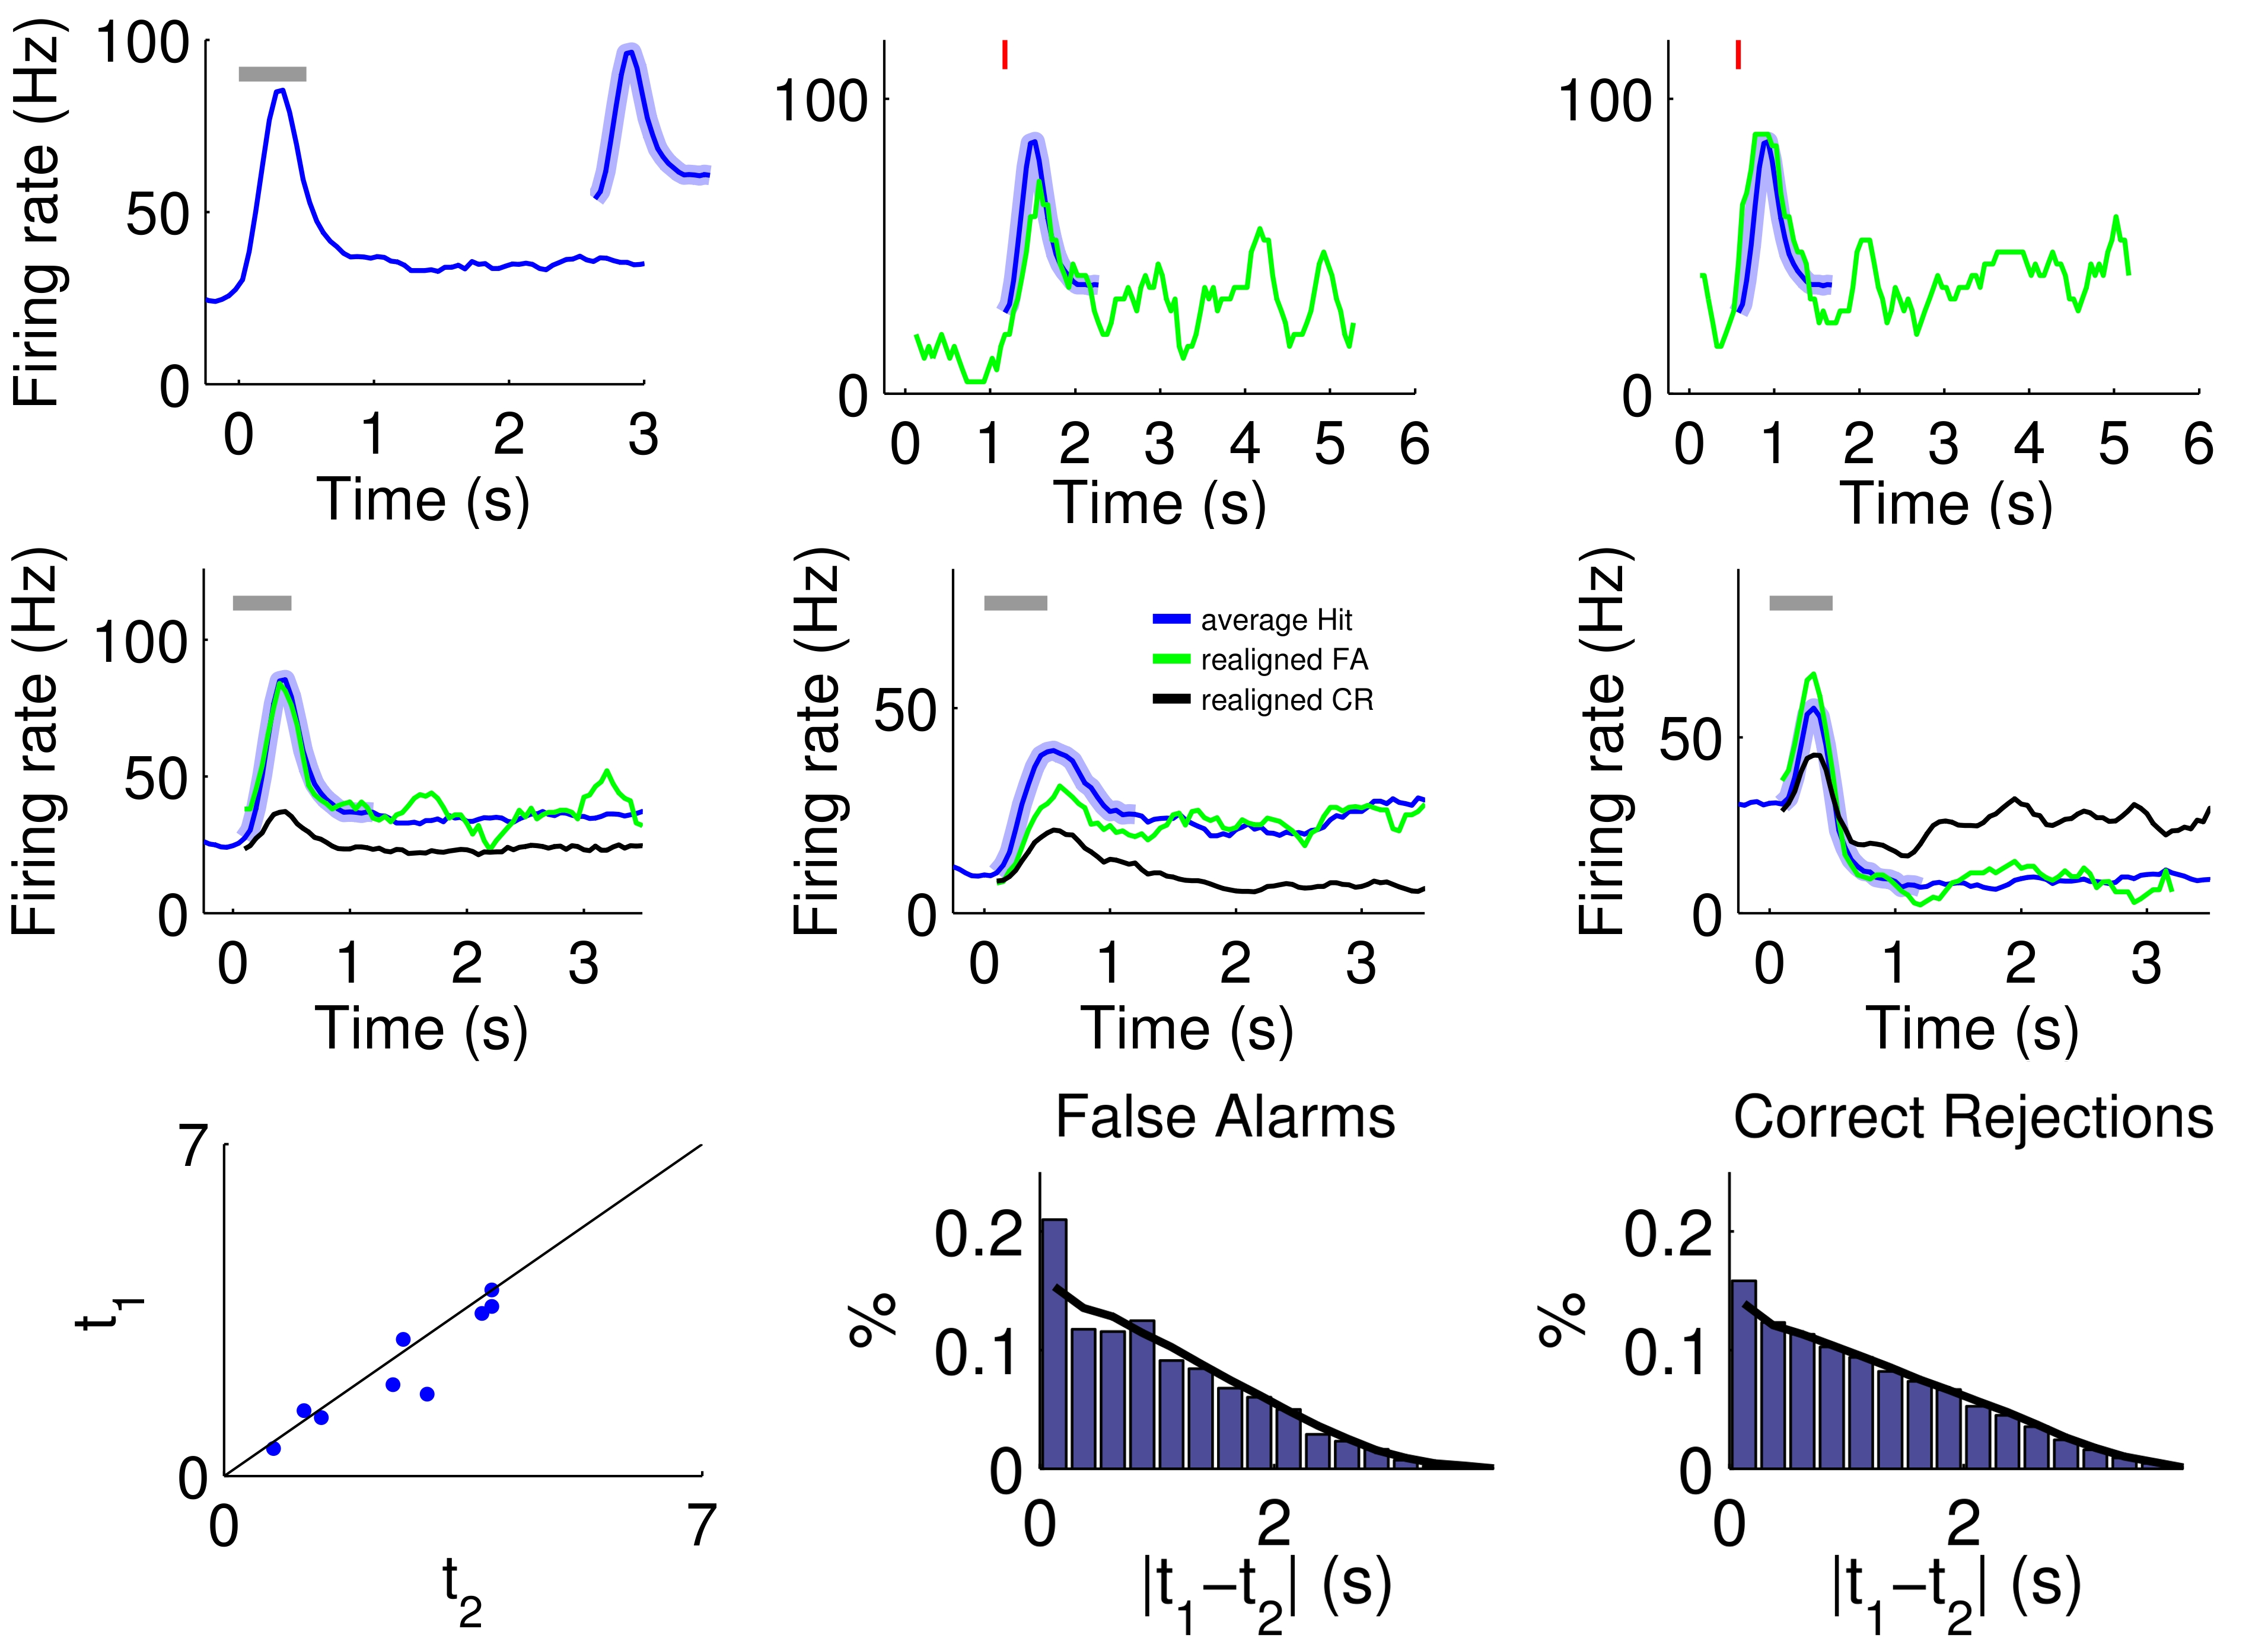 Firing rate (Hz)
100
50
0
0 1 2 3
Time (s)
100
0
0 1 2 3 4 5 6
Time (s)
100
0
0 1 2 3 4 5 6
Time (s)
Firing rate (Hz)
100
50
0
0 1 2 3
Time (s)
Firing rate (Hz)
50
0
average Hit
realigned FA
realigned CR
0 1 2 3
Time (s)
Firing rate (Hz)
50
0
0 1 2 3
Time (s)
t1
7
0
0 7
t2
False Alarms
%
0.2
0.1
0
0 2
|t1−t2| (s)
Correct Rejections
%
0.2
0.1
0
0 2
|t1−t2| (s)